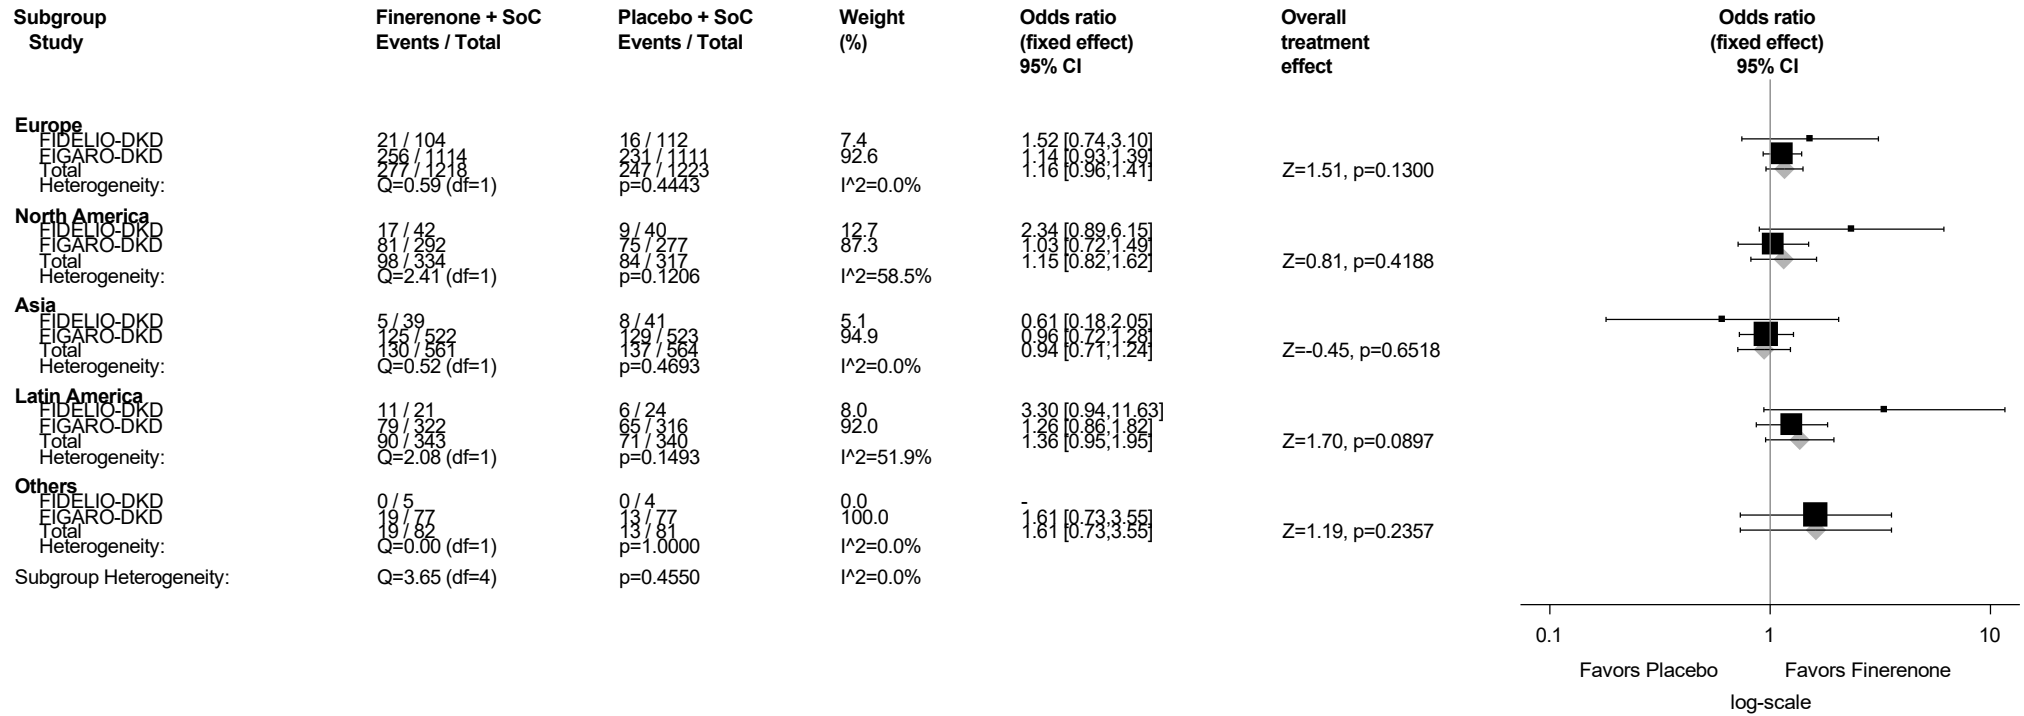 Subgroup Finerenone + SoC Placebo + SoC Weight Odds ratio Overall Odds ratio
Study Events / Total Events / Total (%) (fixed effect) treatment (fixed effect)
95% CI effect 95% CI
Europe
FIDELIO-DKD 21 / 104 16 / 112 7.4 1.52 [0.74,3.10]
FIGARO-DKD 256 / 1114 231 / 1111 92.6 1.14 [0.93,1.39]
Total 277 / 1218 247 / 1223 1.16 [0.96,1.41] Z=1.51, p=0.1300
Heterogeneity: Q=0.59 (df=1) p=0.4443 I^2=0.0%
North America
FIDELIO-DKD 17 / 42 9 / 40 12.7 2.34 [0.89,6.15]
FIGARO-DKD 81 / 292 75 / 277 87.3 1.03 [0.72,1.49]
Total 98 / 334 84 / 317 1.15 [0.82,1.62] Z=0.81, p=0.4188
Heterogeneity: Q=2.41 (df=1) p=0.1206 I^2=58.5%
Asia
FIDELIO-DKD 5 / 39 8 / 41 5.1 0.61 [0.18,2.05]
FIGARO-DKD 125 / 522 129 / 523 94.9 0.96 [0.72,1.28]
Total 130 / 561 137 / 564 0.94 [0.71,1.24] Z=-0.45, p=0.6518
Heterogeneity: Q=0.52 (df=1) p=0.4693 I^2=0.0%
Latin America
FIDELIO-DKD 11 / 21 6 / 24 8.0 3.30 [0.94,11.63]
FIGARO-DKD 79 / 322 65 / 316 92.0 1.26 [0.86,1.82]
Total 90 / 343 71 / 340 1.36 [0.95,1.95] Z=1.70, p=0.0897
Heterogeneity: Q=2.08 (df=1) p=0.1493 I^2=51.9%
Others
FIDELIO-DKD 0 / 5 0 / 4 0.0 -
FIGARO-DKD 19 / 77 13 / 77 100.0 1.61 [0.73,3.55]
Total 19 / 82 13 / 81 1.61 [0.73,3.55] Z=1.19, p=0.2357
Heterogeneity: Q=0.00 (df=1) p=1.0000 I^2=0.0%
Subgroup Heterogeneity: Q=3.65 (df=4) p=0.4550 I^2=0.0%
0.1 1 10
Favors Placebo Favors Finerenone
log-scale